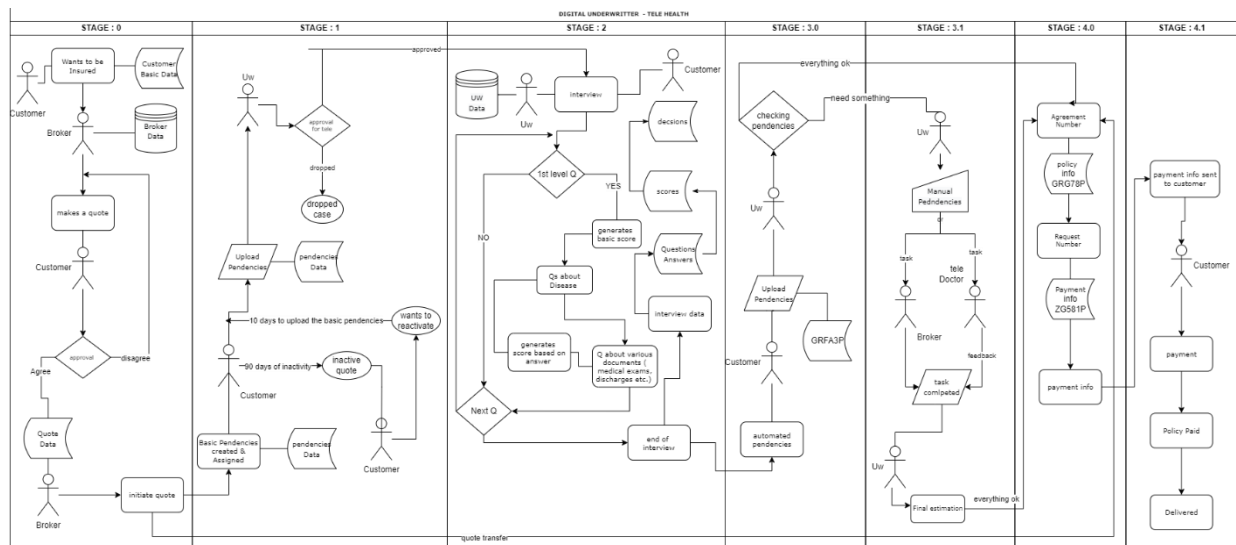 DIGITAL UNDERWRITTER - TELE HEALTH
STAGE : 0
STAGE : 1
STAGE : 2
STAGE : 3.0
STAGE : 3.1
STAGE : 4.0
STAGE : 4.1
Wants to be
Insured
Customer
Basic Data
Customer
Broker
Broker
Data
makes a quote
Customer
approval
disagree
Agree
Quote
Data
Broker
initiate quote
quote transfer
approved
Uw
approval
for tele
dropped
dropped
case
Upload
Pendencies
pendencies
Data
10 days to upload the basic pendencies
wants to
reactivate
90 days of inactivity
inactive
quote
Customer
Customer
Basic Pendencies
created &
Assigned
pendencies
Data
UW
Data
Uw
interview
Customer
decsions
1st level Q
YES
scores
NO
generates
basic score
Questions
Answers
Qs about
Disease
interview data
generates
score based on
answer
Q about various
documents (
medical exams,
discharges etc.)
Next Q
end of
interview
everything ok
checking
pendencies
need something
Uw
Upload
Pendencies
GRFA3P
Customer
automated
pendencies
Uw
Manual
Pedndencies
or
task
task
tele
Doctor
Broker
feedback
task
comlpeted
Uw
Final estimation
everything ok
Agreement
Number
policy
info
GRG78P
Request
Number
Payment
info
ZG581P
payment info
payment info sent
to customer
Customer
payment
Policy Paid
Delivered